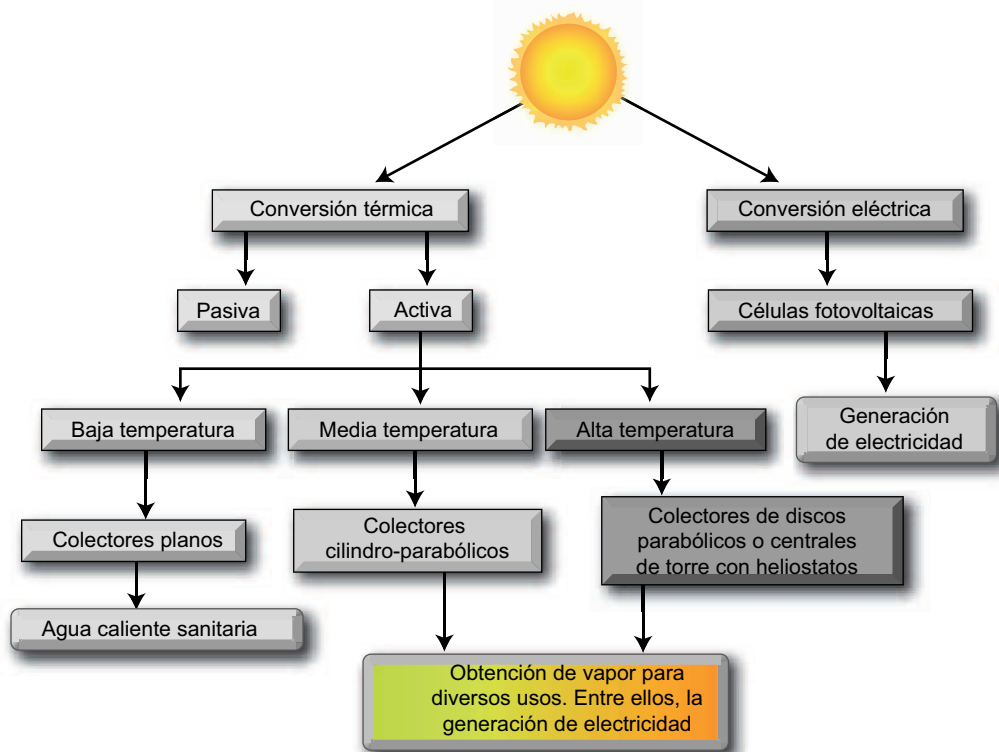 Conversión térmica
Conversión eléctrica
Pasiva
Activa
Células fotovoltaicas
Baja temperatura
Media temperatura
Alta temperatura
Generación
de electricidad
Colectores planos
Colectores
cilindro-parabólicos
Colectores de discos
parabólicos o centrales
de torre con heliostatos
Agua caliente sanitaria
Obtención de vapor para
diversos usos. Entre ellos, la
generación de electricidad